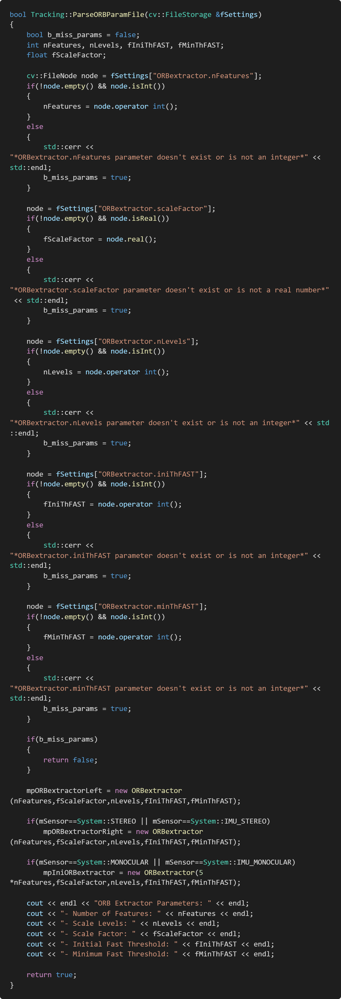 bool Tracking::ParseORBParamFile(cv::FileStorage &fSettings)
{
    bool b_miss_params = false;
    int nFeatures, nLevels, fIniThFAST, fMinThFAST;
    float fScaleFactor;

    cv::FileNode node = fSettings["ORBextractor.nFeatures"];
    if(!node.empty() && node.isInt())
    {
        nFeatures = node.operator int();
    }
    else
    {
        std::cerr <<
"*ORBextractor.nFeatures parameter doesn't exist or is not an integer*" <<
std::endl;
        b_miss_params = true;
    }

    node = fSettings["ORBextractor.scaleFactor"];
    if(!node.empty() && node.isReal())
    {
        fScaleFactor = node.real();
    }
    else
    {
        std::cerr <<
"*ORBextractor.scaleFactor parameter doesn't exist or is not a real number*"
 << std::endl;
        b_miss_params = true;
    }

    node = fSettings["ORBextractor.nLevels"];
    if(!node.empty() && node.isInt())
    {
        nLevels = node.operator int();
    }
    else
    {
        std::cerr <<
"*ORBextractor.nLevels parameter doesn't exist or is not an integer*" << std
::endl;
        b_miss_params = true;
    }

    node = fSettings["ORBextractor.iniThFAST"];
    if(!node.empty() && node.isInt())
    {
        fIniThFAST = node.operator int();
    }
    else
    {
        std::cerr <<
"*ORBextractor.iniThFAST parameter doesn't exist or is not an integer*" <<
std::endl;
        b_miss_params = true;
    }

    node = fSettings["ORBextractor.minThFAST"];
    if(!node.empty() && node.isInt())
    {
        fMinThFAST = node.operator int();
    }
    else
    {
        std::cerr <<
"*ORBextractor.minThFAST parameter doesn't exist or is not an integer*" <<
std::endl;
        b_miss_params = true;
    }

    if(b_miss_params)
    {
        return false;
    }

    mpORBextractorLeft = new ORBextractor
(nFeatures,fScaleFactor,nLevels,fIniThFAST,fMinThFAST);

    if(mSensor==System::STEREO || mSensor==System::IMU_STEREO)
        mpORBextractorRight = new ORBextractor
(nFeatures,fScaleFactor,nLevels,fIniThFAST,fMinThFAST);

    if(mSensor==System::MONOCULAR || mSensor==System::IMU_MONOCULAR)
        mpIniORBextractor = new ORBextractor(5
*nFeatures,fScaleFactor,nLevels,fIniThFAST,fMinThFAST);

    cout << endl << "ORB Extractor Parameters: " << endl;
    cout << "- Number of Features: " << nFeatures << endl;
    cout << "- Scale Levels: " << nLevels << endl;
    cout << "- Scale Factor: " << fScaleFactor << endl;
    cout << "- Initial Fast Threshold: " << fIniThFAST << endl;
    cout << "- Minimum Fast Threshold: " << fMinThFAST << endl;

    return true;
}